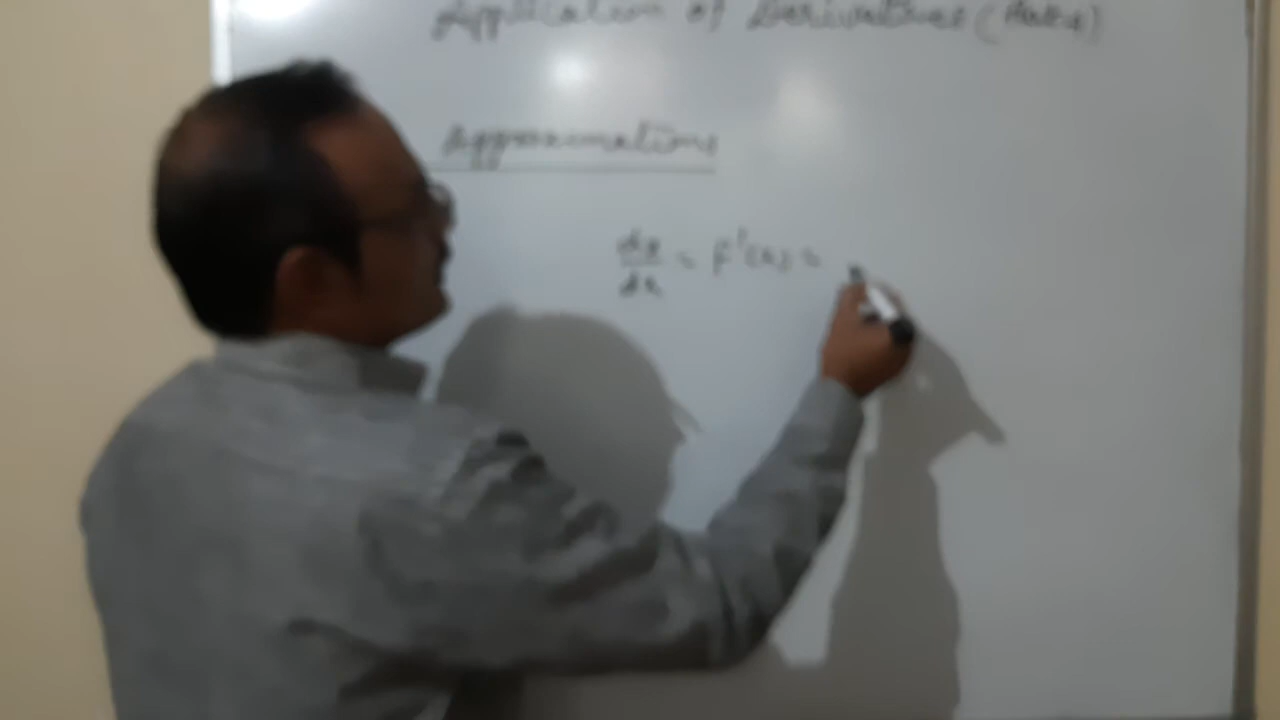 Application of Derivatives (
Approximations
dy/dx = f'(x) =